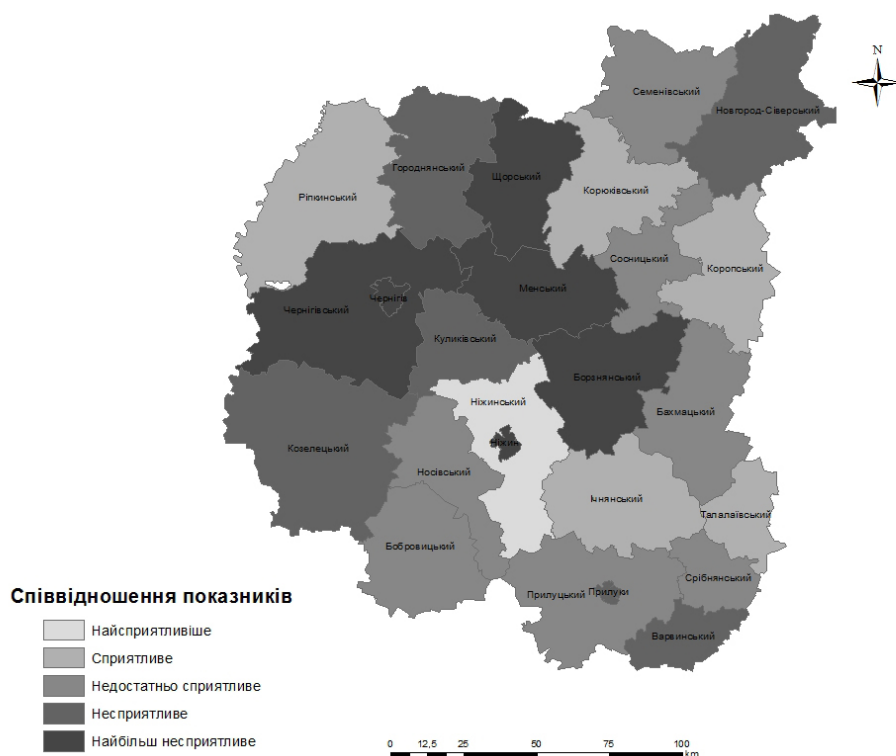 N
Семенівський
Новгород-Сіверський
Городнянський
Щорський
Корюківський
Ріпкинський
Сосницький
Коропський
Менський
Чернігів
Чернігівський
Куликівський
Борзнянський
Ніжинський
Бахмацький
Ніжин
Козелецький
Носівський
Ічнянський
Талалаївський
Бобровицький
Срібнянський
Прилуцький
Прилуки
Варвинський
Співвідношення показників
Найсприятливіше
Сприятливе
Недостатньо сприятливе
Несприятливе
Найбільш несприятливе
0 12,5 25 50 75 100
km